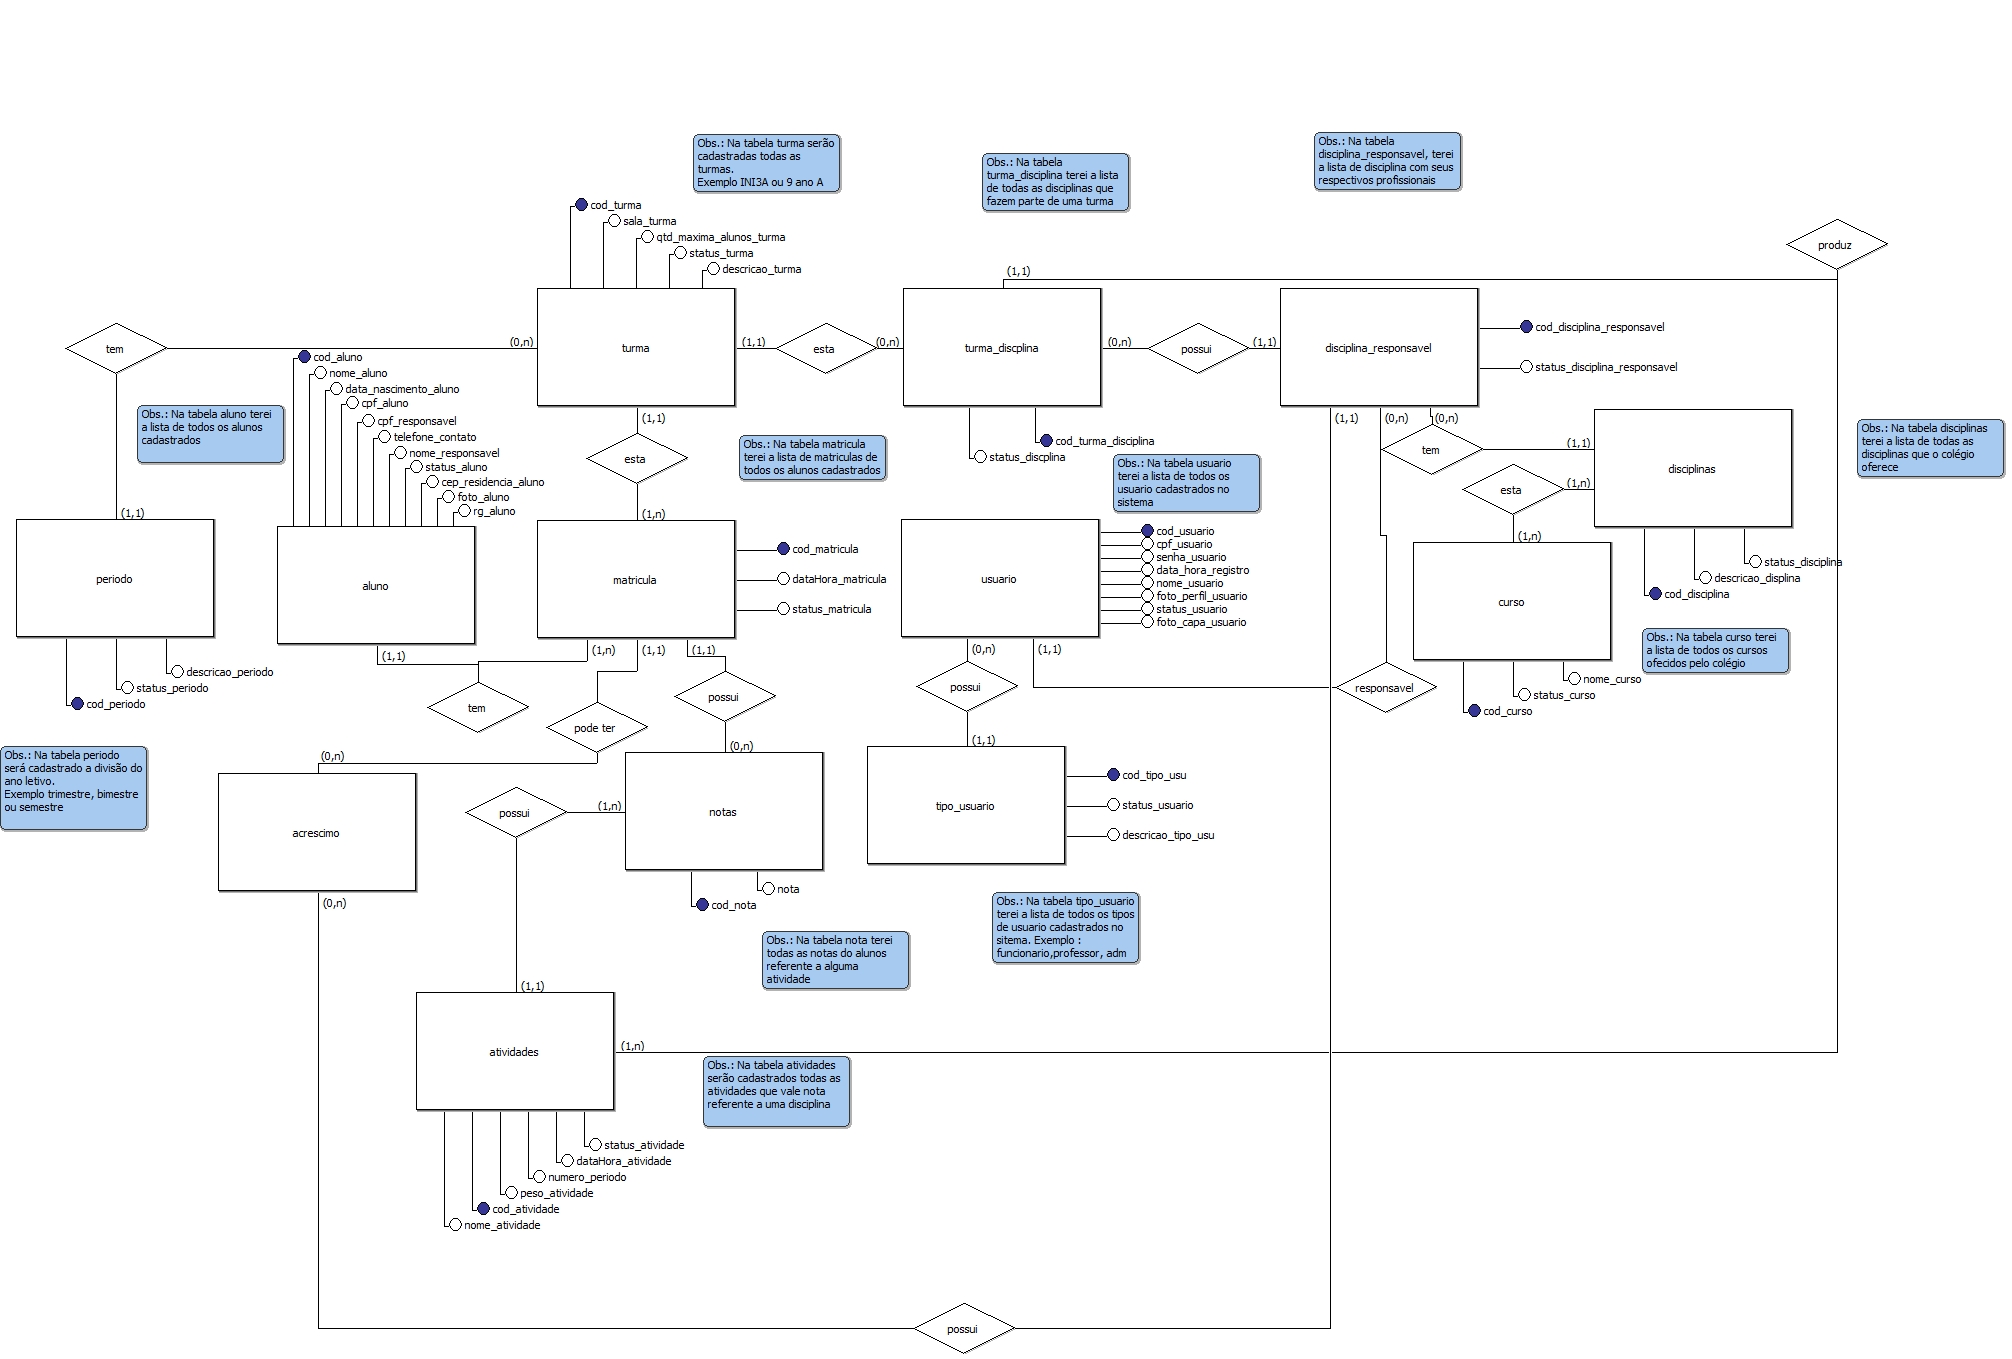 Obs.: Na tabela turma serão
cadastradas todas as
turmas.
Exemplo INI3A ou 9 ano A
Obs.: Na tabela
turma_disciplina terei a lista
de todas as disciplinas que
fazem parte de uma turma
Obs.: Na tabela
disciplina_responsavel, terei
a lista de disciplina com seus
respectivos profissionais
cod_turma
sala_turma
qtd_maxima_alunos_turma
status_turma
descricao_turma
produz
(1,1)
tem
(0,n)
turma
(1,1)
esta
(0,n)
turma_discplina
(0,n)
possui
(1,1)
disciplina_responsavel
cod_disciplina_responsavel
status_disciplina_responsavel
cod_aluno
nome_aluno
data_nascimento_aluno
cpf_aluno
cpf_responsavel
telefone_contato
nome_responsavel
status_aluno
cep_residencia_aluno
foto_aluno
rg_aluno
Obs.: Na tabela aluno terei
a lista de todos os alunos
cadastrados
(1,1)
esta
(1,n)
Obs.: Na tabela matricula
terei a lista de matriculas de
todos os alunos cadastrados
cod_turma_disciplina
status_discplina
Obs.: Na tabela usuario
terei a lista de todos os
usuario cadastrados no
sistema
(1,1)
(0,n)
(0,n)
tem
(1,1)
disciplinas
esta
(1,n)
(1,n)
Obs.: Na tabela disciplinas
terei a lista de todas as
disciplinas que o colégio
oferece
(1,1)
periodo
aluno
matricula
cod_matricula
dataHora_matricula
status_matricula
usuario
cod_usuario
cpf_usuario
senha_usuario
data_hora_registro
nome_usuario
foto_perfil_usuario
status_usuario
foto_capa_usuario
curso
status_disciplina
descricao_displina
cod_disciplina
Obs.: Na tabela curso terei
a lista de todos os cursos
ofecidos pelo colégio
descricao_periodo
status_periodo
cod_periodo
(1,1)
(1,n)
(1,1)
(1,1)
tem
pode ter
possui
(0,n)
(1,1)
possui
responsavel
nome_curso
status_curso
cod_curso
Obs.: Na tabela periodo
será cadastrado a divisão do
ano letivo.
Exemplo trimestre, bimestre
ou semestre
(0,n)
acrescimo
(0,n)
possui
(1,n)
(0,n)
notas
nota
cod_nota
(1,1)
tipo_usuario
cod_tipo_usu
status_usuario
descricao_tipo_usu
Obs.: Na tabela nota terei
todas as notas do alunos
referente a alguma
atividade
Obs.: Na tabela tipo_usuario
terei a lista de todos os tipos
de usuario cadastrados no
sitema. Exemplo :
funcionario,professor, adm
(1,1)
atividades
(1,n)
Obs.: Na tabela atividades
serão cadastrados todas as
atividades que vale nota
referente a uma disciplina
status_atividade
dataHora_atividade
numero_periodo
peso_atividade
cod_atividade
nome_atividade
possui